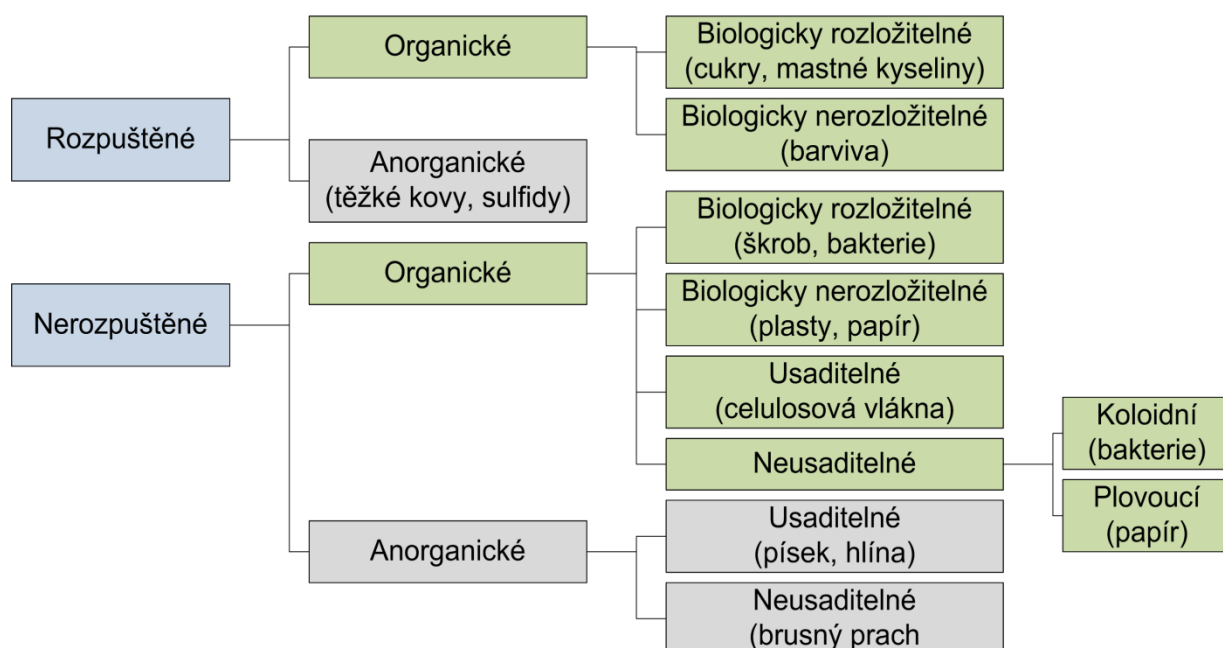 Rozpuštěné
Organické
Biologicky rozložitelné
(cukry, mastné kyseliny)
Biologicky nerozložitelné
(barviva)
Anorganické
(těžké kovy, sulfidy)
Nerozpuštěné
Organické
Biologicky rozložitelné
(škrob, bakterie)
Biologicky nerozložitelné
(plasty, papír)
Usaditelné
(celulosová vlákna)
Neusaditelné
Koloidní
(bakterie)
Plovoucí
(papír)
Anorganické
Usaditelné
(písek, hlína)
Neusaditelné
(brusný prach